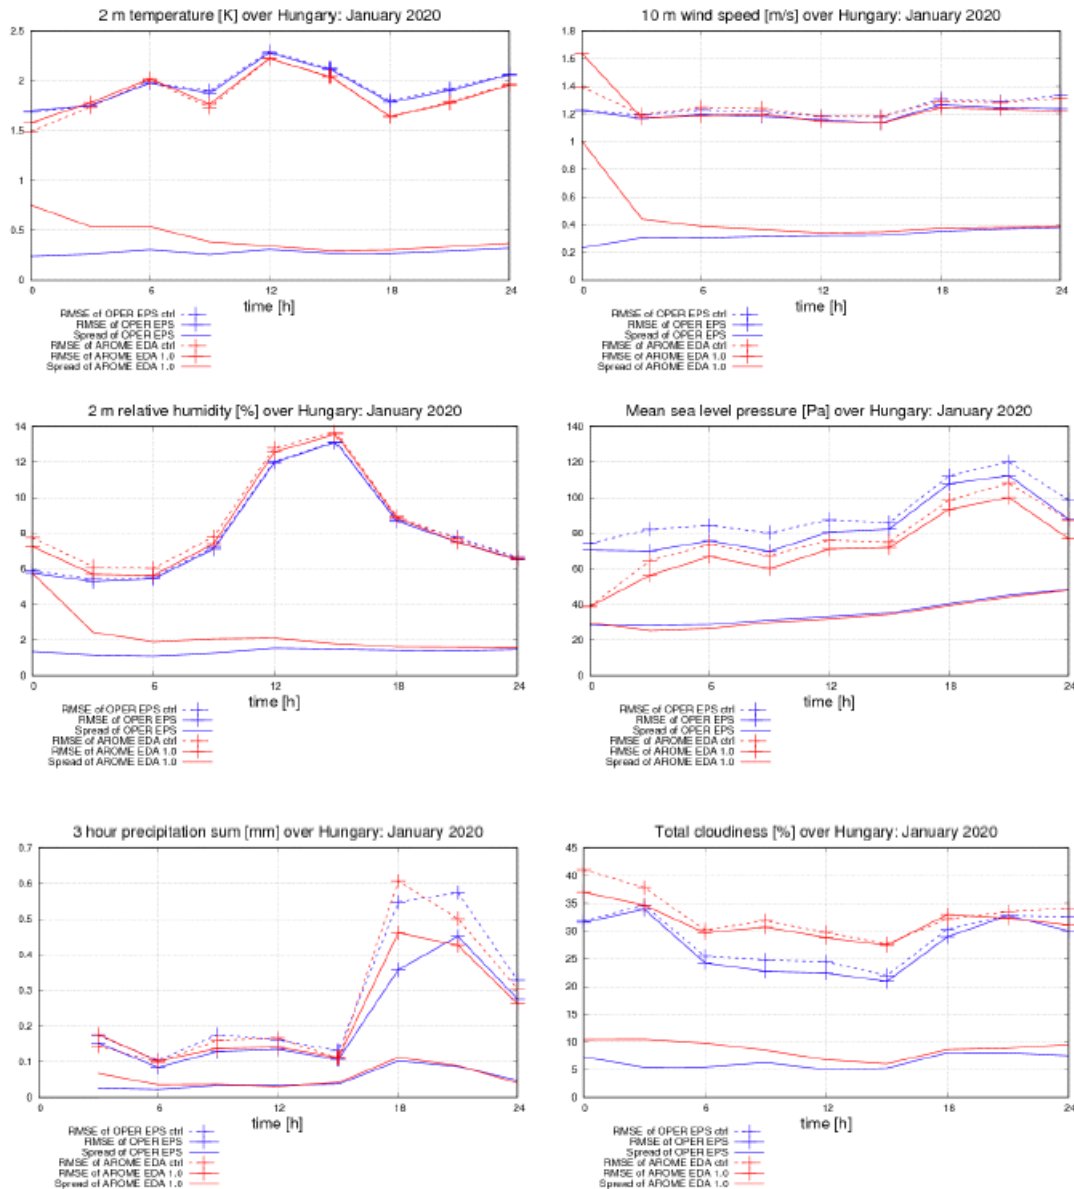 2 m temperature [K] over Hungary: January 2020
2.5
2
1.5
1
0.5
0
0 6 12 18 24
time [h]
RMSE of OPER EPS ctrl
RMSE of OPER EPS
Spread of OPER EPS
RMSE of AROME EDA ctrl
RMSE of AROME EDA 1.0
Spread of AROME EDA 1.0
10 m wind speed [m/s] over Hungary: January 2020
1.8
1.6
1.4
1.2
1
0.8
0.6
0.4
0.2
0
0 6 12 18 24
time [h]
RMSE of OPER EPS ctrl
RMSE of OPER EPS
Spread of OPER EPS
RMSE of AROME EDA ctrl
RMSE of AROME EDA 1.0
Spread of AROME EDA 1.0
2 m relative humidity [%] over Hungary: January 2020
14
12
10
8
6
4
2
0
0 6 12 18 24
time [h]
RMSE of OPER EPS ctrl
RMSE of OPER EPS
Spread of OPER EPS
RMSE of AROME EDA ctrl
RMSE of AROME EDA 1.0
Spread of AROME EDA 1.0
Mean sea level pressure [Pa] over Hungary: January 2020
140
120
100
80
60
40
20
0
0 6 12 18 24
time [h]
RMSE of OPER EPS ctrl
RMSE of OPER EPS
Spread of OPER EPS
RMSE of AROME EDA ctrl
RMSE of AROME EDA 1.0
Spread of AROME EDA 1.0
3 hour precipitation sum [mm] over Hungary: January 2020
0.7
0.6
0.5
0.4
0.3
0.2
0.1
0
0 6 12 18 24
time [h]
RMSE of OPER EPS ctrl
RMSE of OPER EPS
Spread of OPER EPS
RMSE of AROME EDA ctrl
RMSE of AROME EDA 1.0
Spread of AROME EDA 1.0
Total cloudiness [%] over Hungary: January 2020
45
40
35
30
25
20
15
10
5
0
0 6 12 18 24
time [h]
RMSE of OPER EPS ctrl
RMSE of OPER EPS
Spread of OPER EPS
RMSE of AROME EDA ctrl
RMSE of AROME EDA 1.0
Spread of AROME EDA 1.0